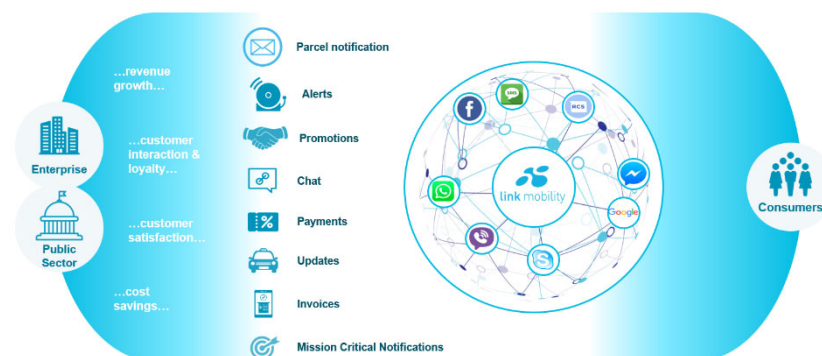 …revenue
growth…
…customer
interaction &
loyalty…
…customer
satisfaction…
…cost
savings…
Enterprise
Public
Sector
Parcel notification
Alerts
Promotions
Chat
Payments
%
Updates
Invoices
Mission Critical Notifications
SMS
RCS
link mobility
Google
Consumers